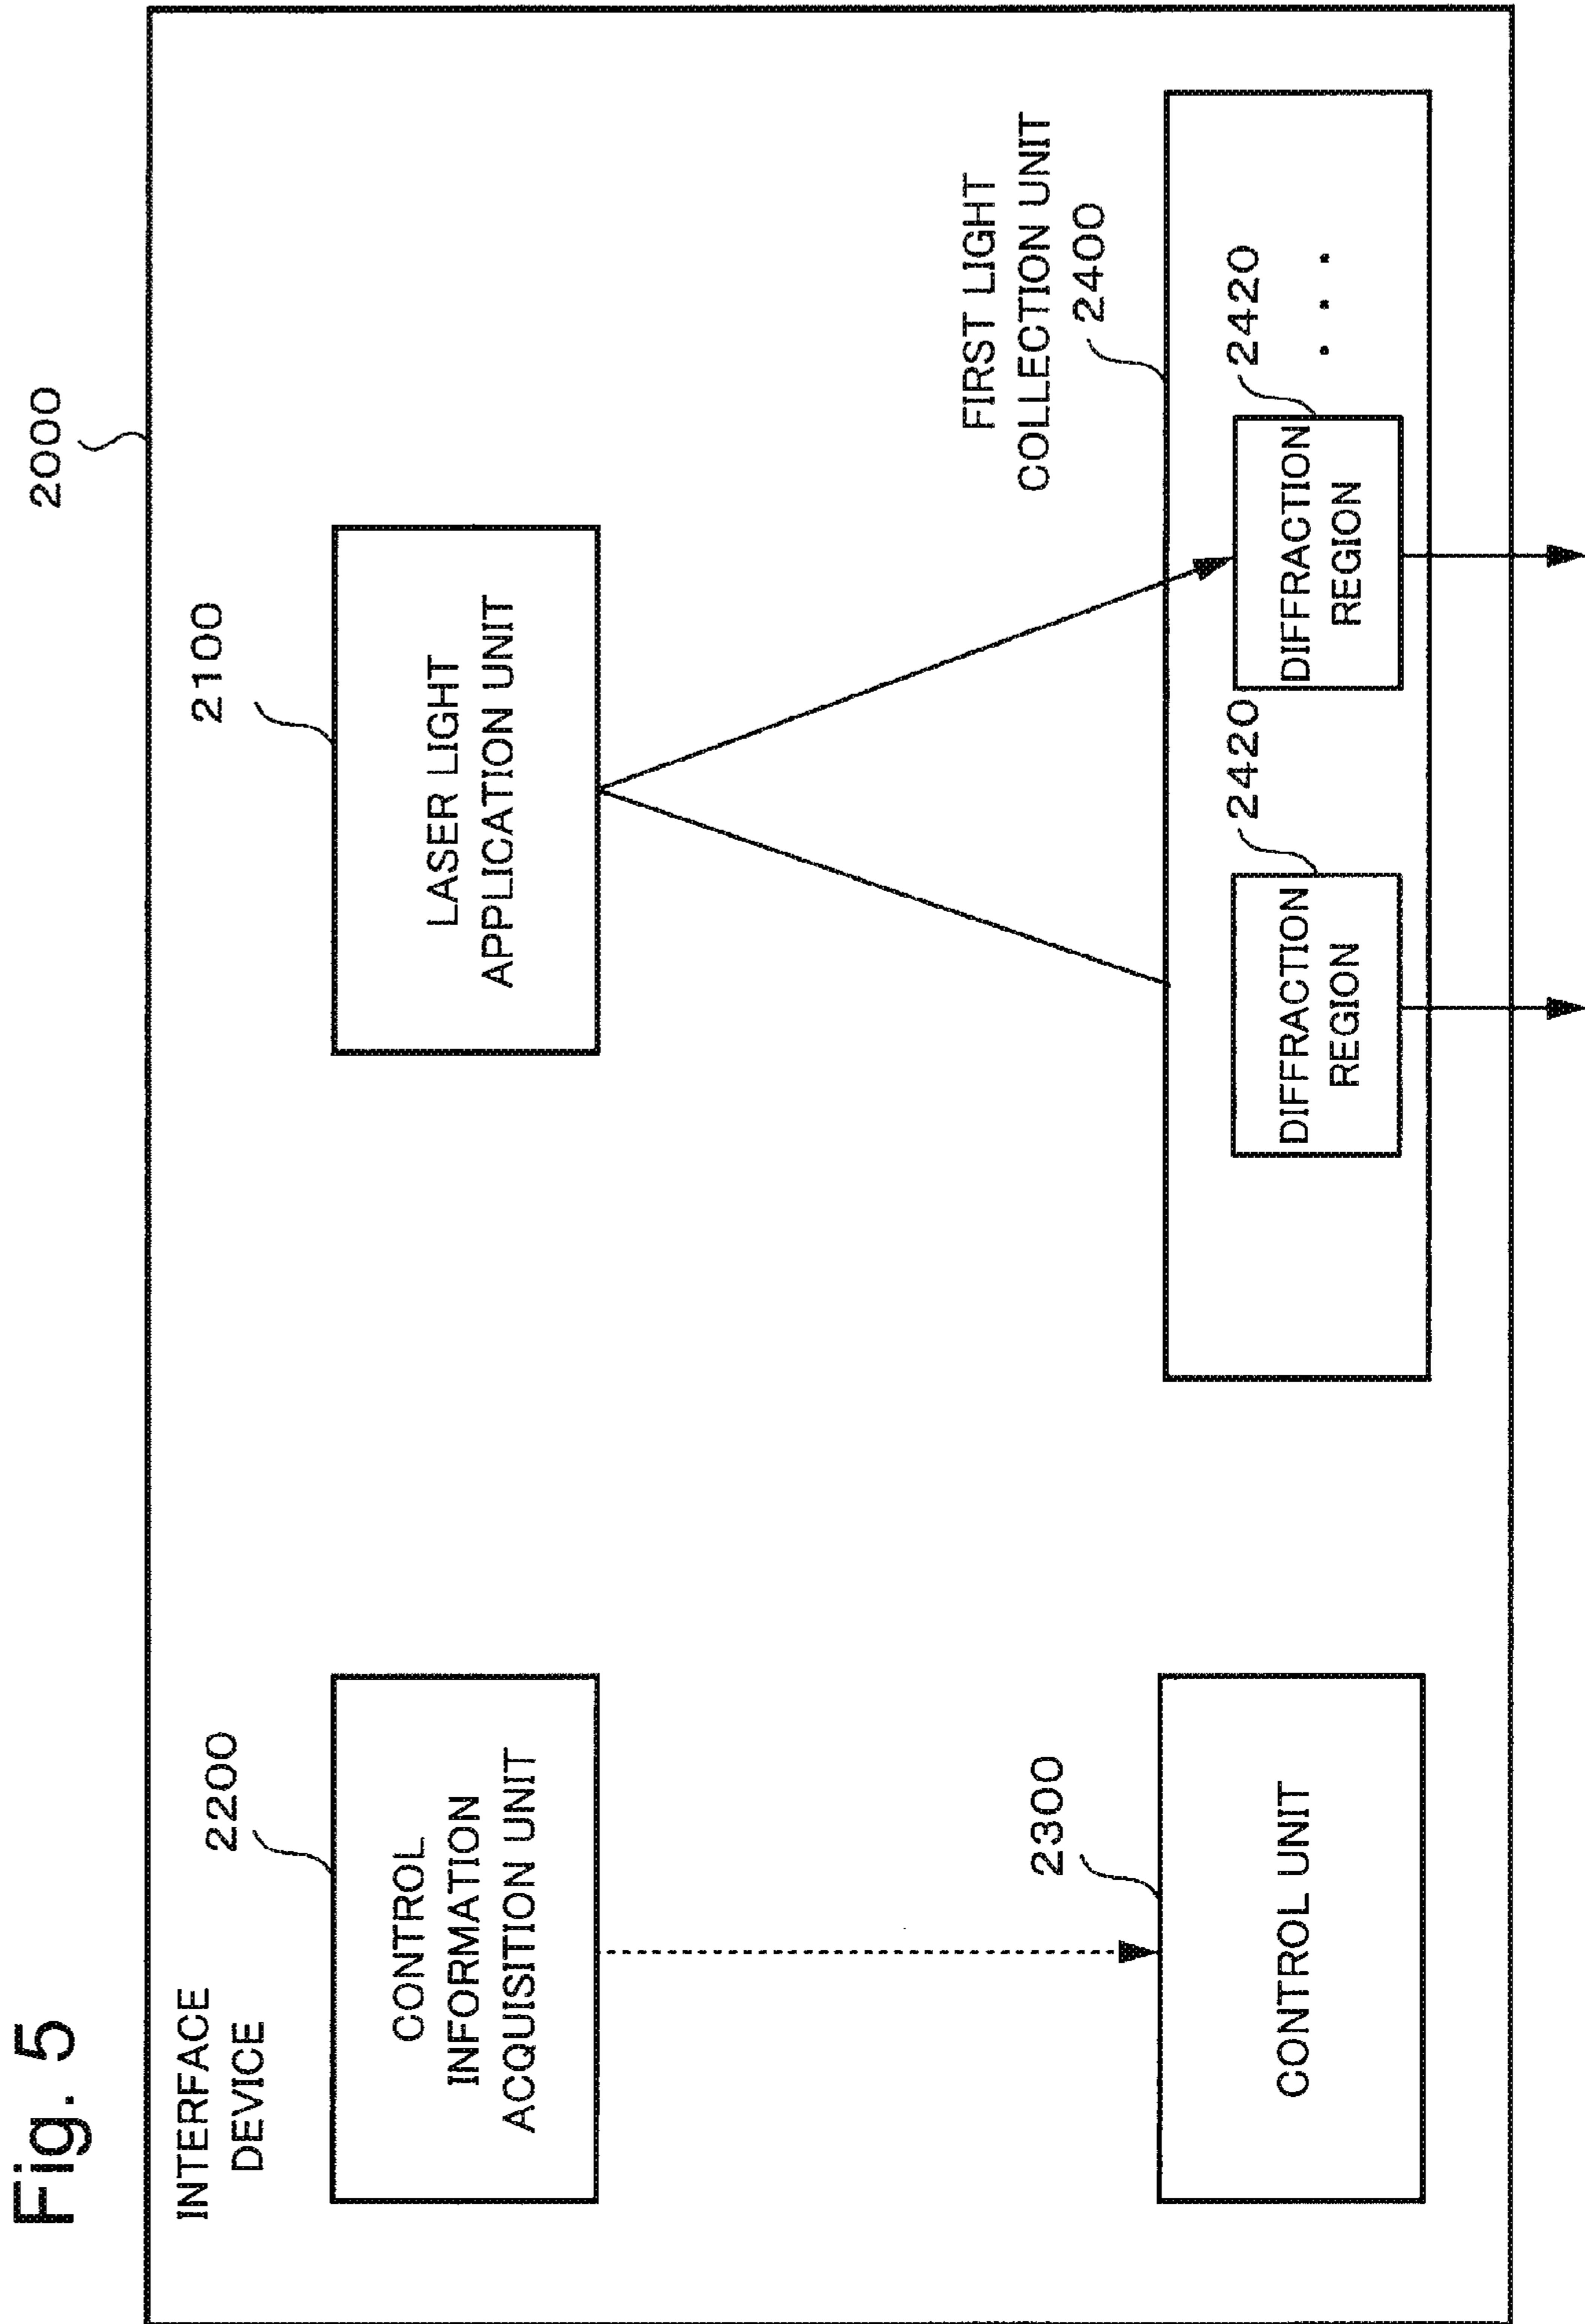 Fig. 5
2000
INTERFACE
DEVICE
2200
CONTROL
INFORMATION
ACQUISITION UNIT
2100
LASER LIGHT
APPLICATION UNIT
2300
CONTROL UNIT
FIRST LIGHT
COLLECTION UNIT
2400
2420
DIFFRACTION
REGION
2420
DIFFRACTION
REGION
. . .